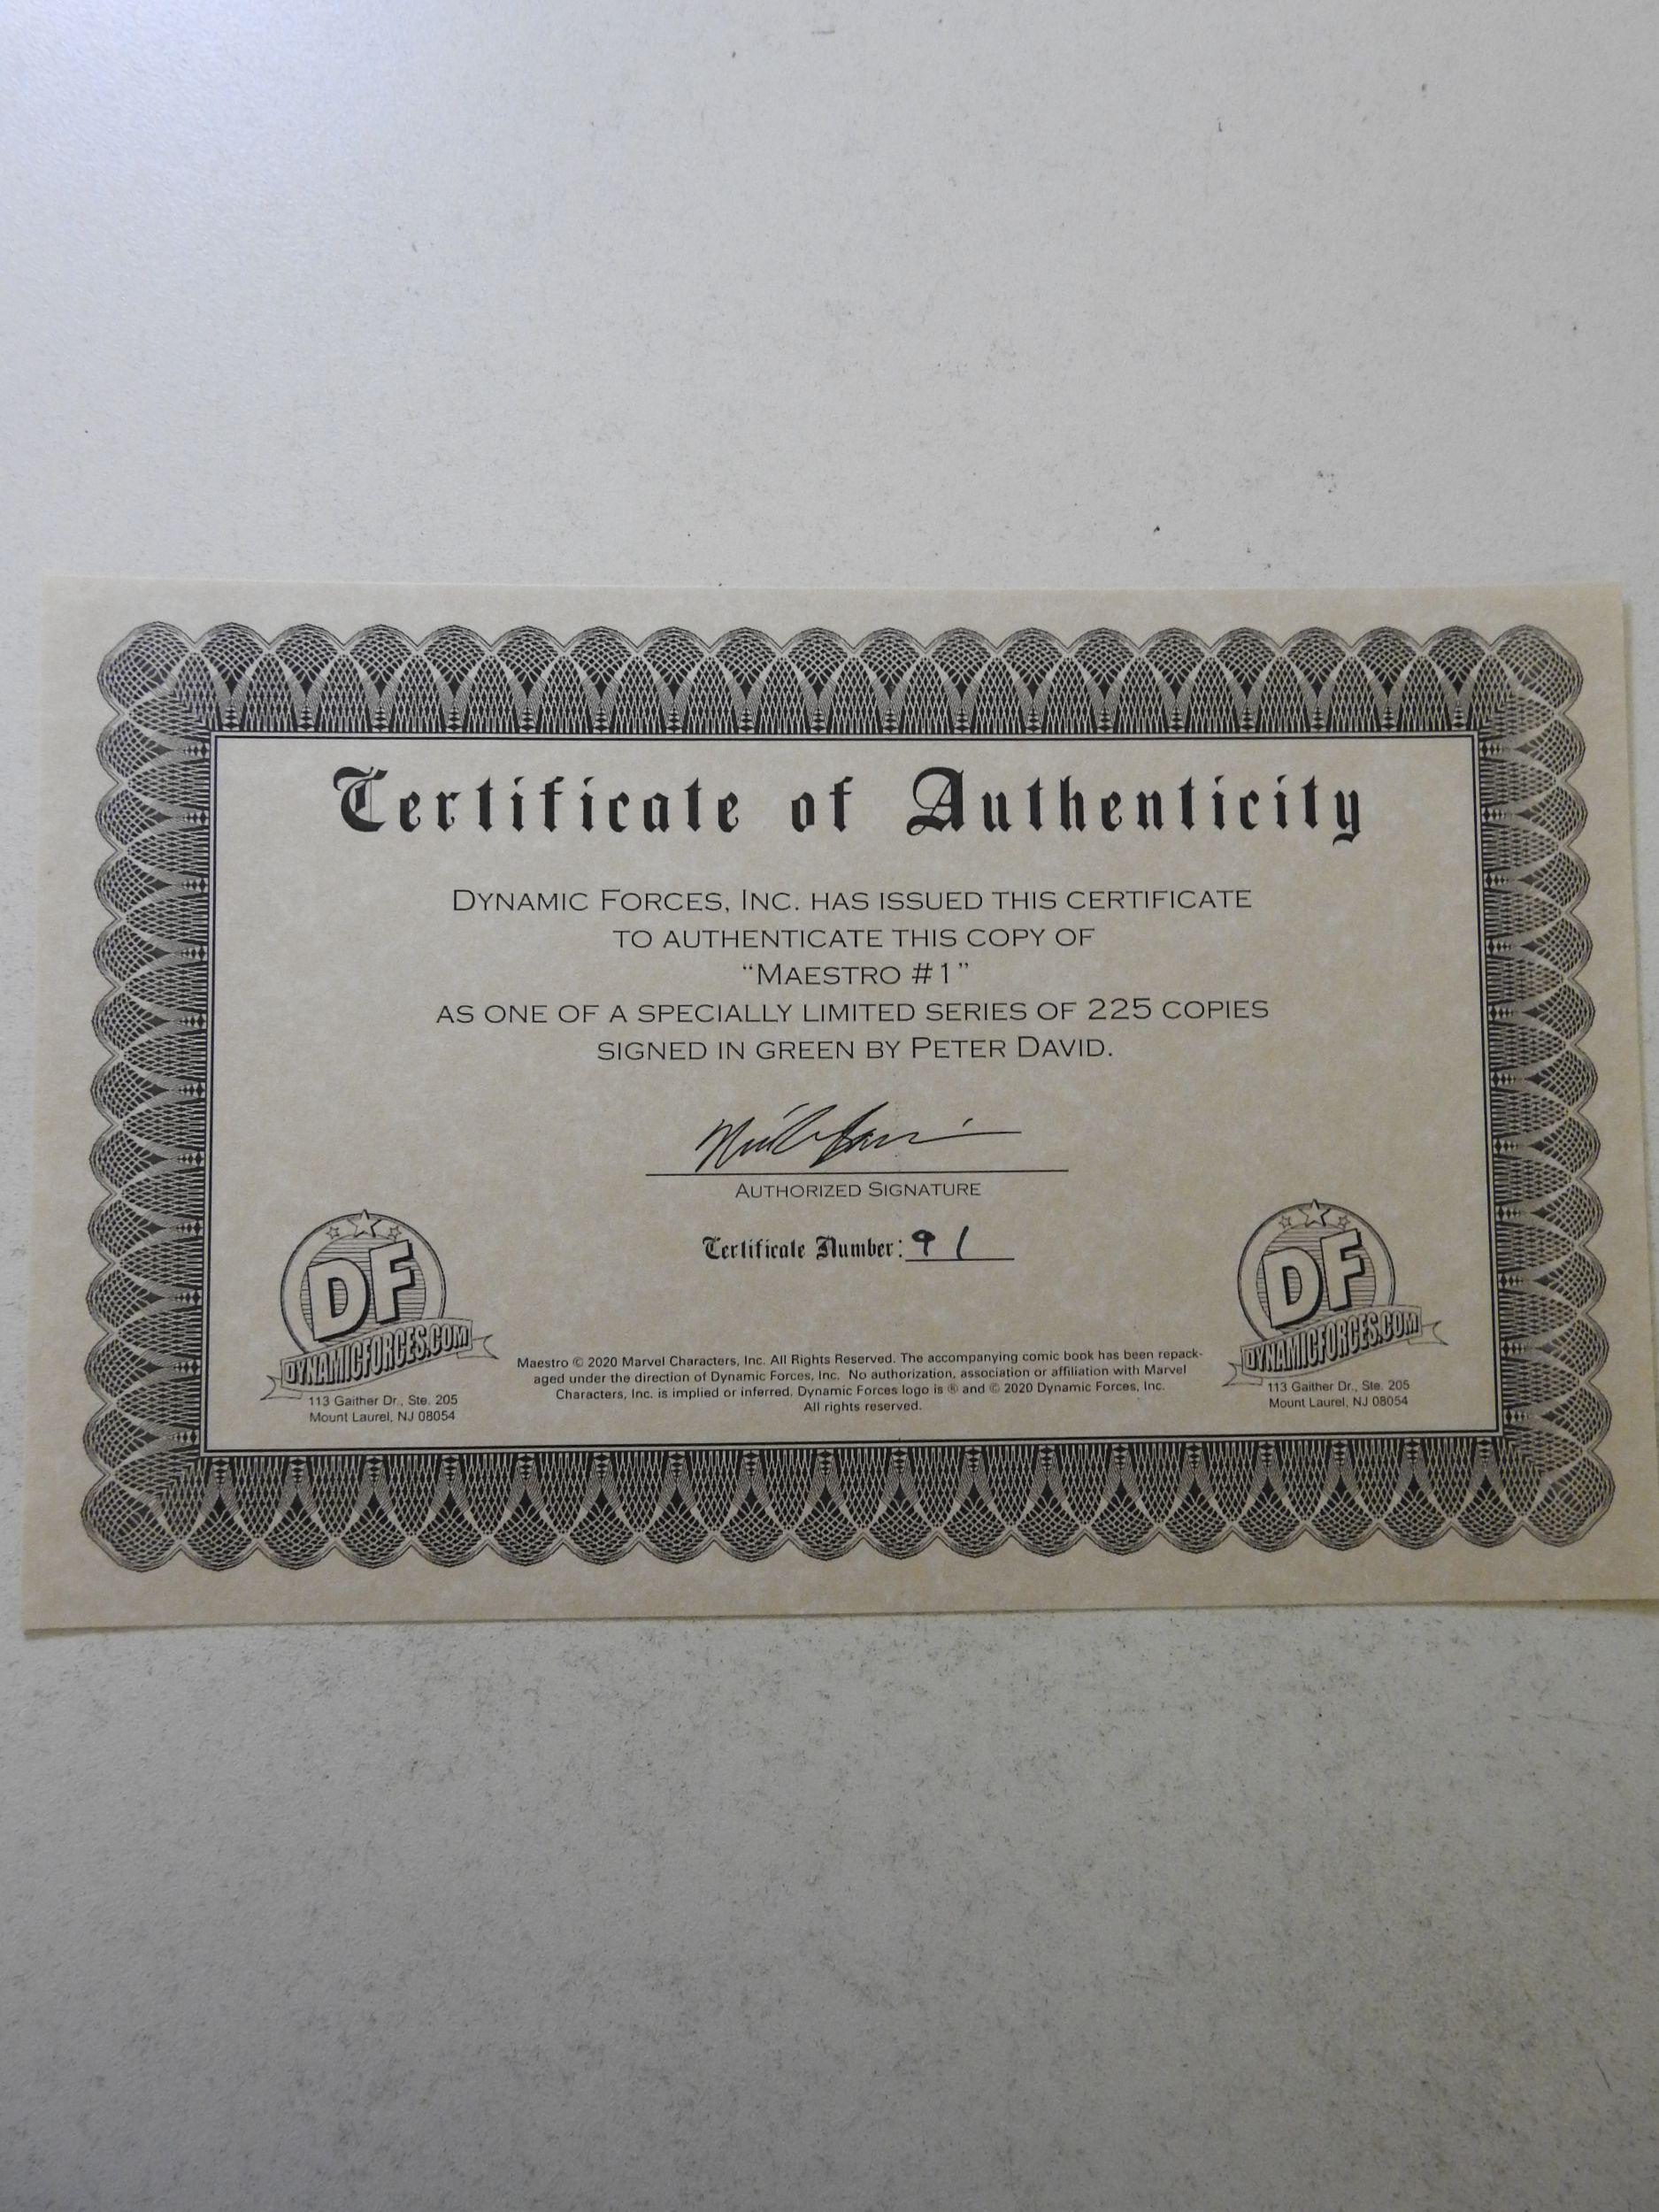 Certificate of Authenticity
DYNAMIC FORCES, INC. HAS ISSUED THIS CERTIFICATE
TO AUTHENTICATE THIS COPY OF
“MAESTRO #1”
AS ONE OF A SPECIALLY LIMITED SERIES OF 225 COPIES
SIGNED IN GREEN BY PETER DAVID.
AUTHORIZED SIGNATURE
Certificate Number: 91
DF
DYNAMICFORCES.COM
113 Gaither Dr., Ste. 205
Mount Laurel, NJ 08054
Maestro © 2020 Marvel Characters, Inc. All Rights Reserved. The accompanying comic book has been repack-
aged under the direction of Dynamic Forces, Inc. No authorization, association or affiliation with Marvel
Characters, Inc. is implied or inferred. Dynamic Forces logo is ® and © 2020 Dynamic Forces, Inc.
All rights reserved.
DF
DYNAMICFORCES.COM
113 Gaither Dr., Ste. 205
Mount Laurel, NJ 08054